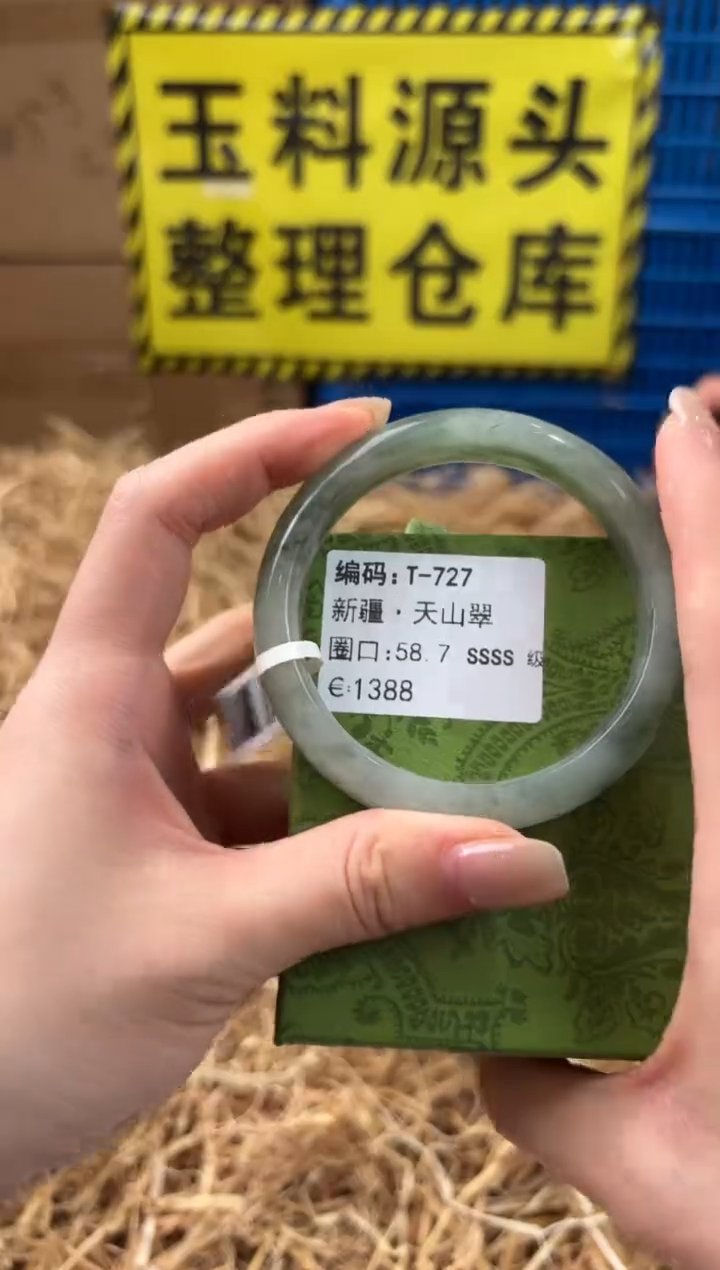 玉料源头
整理仓库
编码:T-727
新疆·天山翠
圈口:58.7 SSSS 级
€:1388